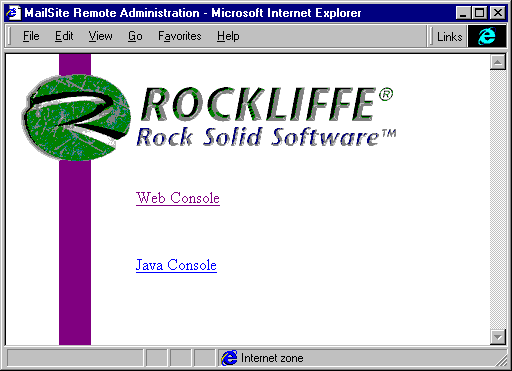 MailSite Remote Administration - Microsoft Internet Explorer
File Edit View Go Favorites Help Links
ROCKLIFFE®
Rock Solid Software™
Web Console
Java Console
Internet zone